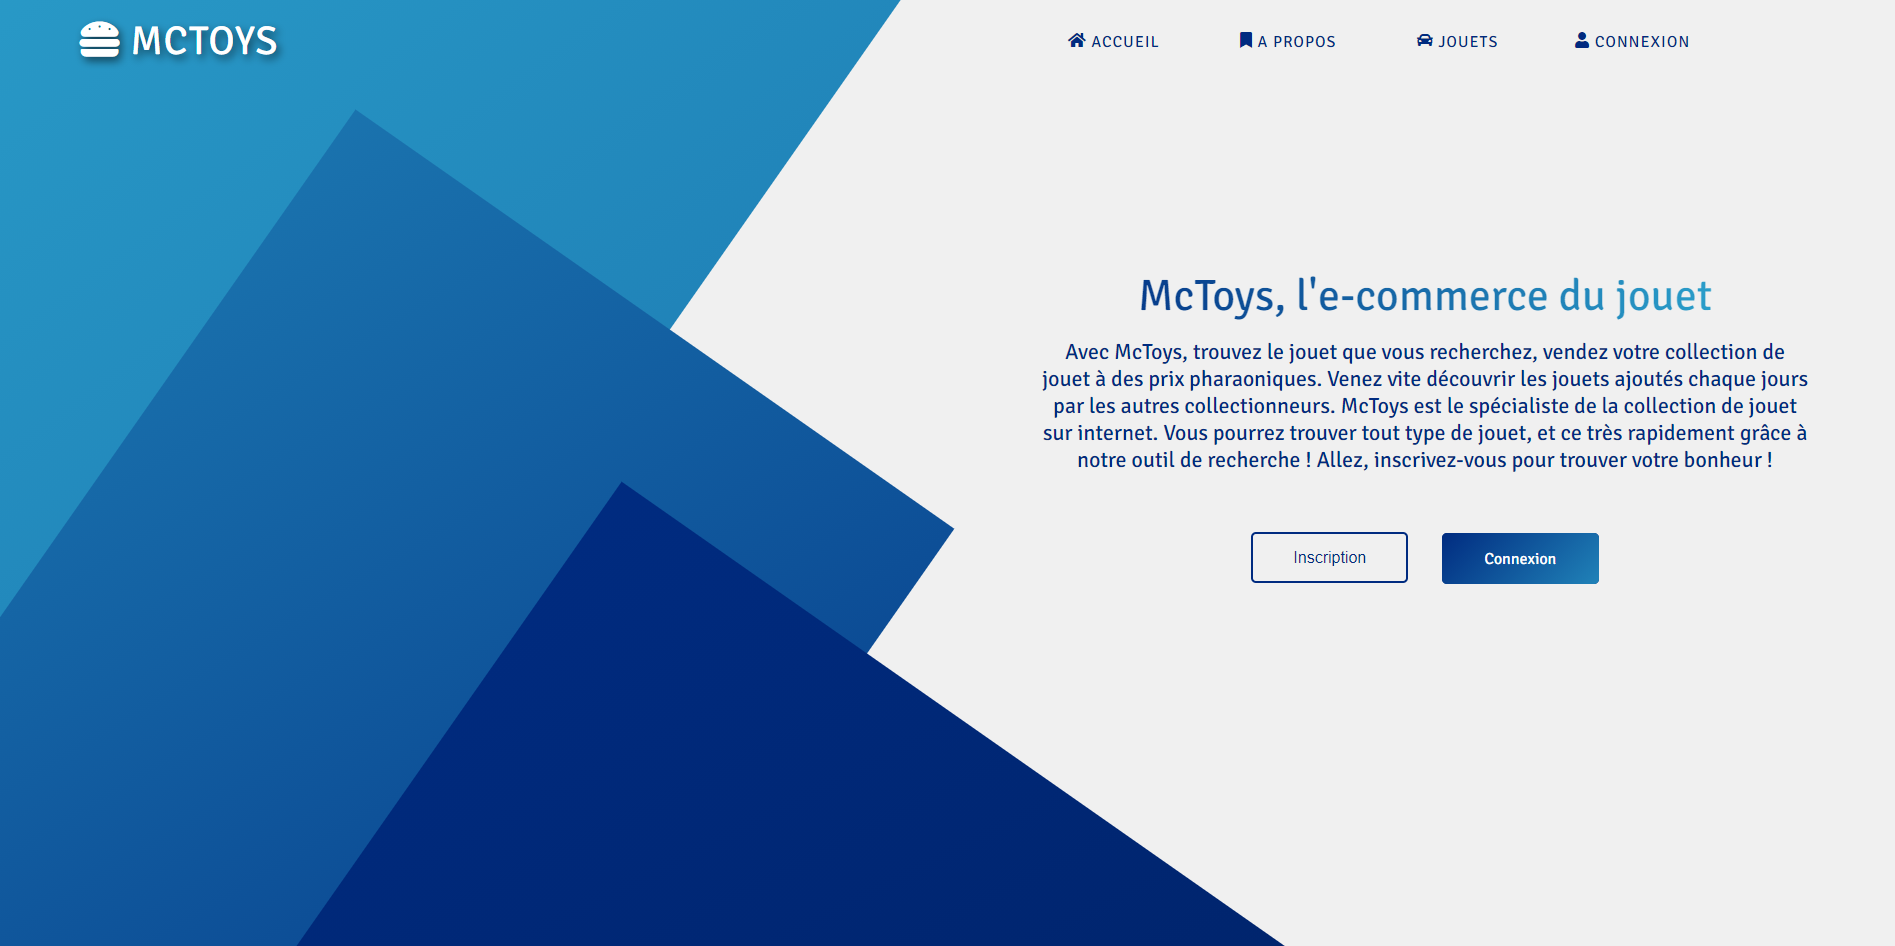 MCTOYS
ACCUEIL
A PROPOS
JOUETS
CONNEXION
McToys, l'e-commerce du jouet
Avec McToys, trouvez le jouet que vous recherchez, vendez votre collection de
jouet à des prix pharaoniques. Venez vite découvrir les jouets ajoutés chaque jours
par les autres collectionneurs. McToys est le spécialiste de la collection de jouet
sur internet. Vous pourrez trouver tout type de jouet, et ce très rapidement grâce à
notre outil de recherche ! Allez, inscrivez-vous pour trouver votre bonheur !
Inscription
Connexion